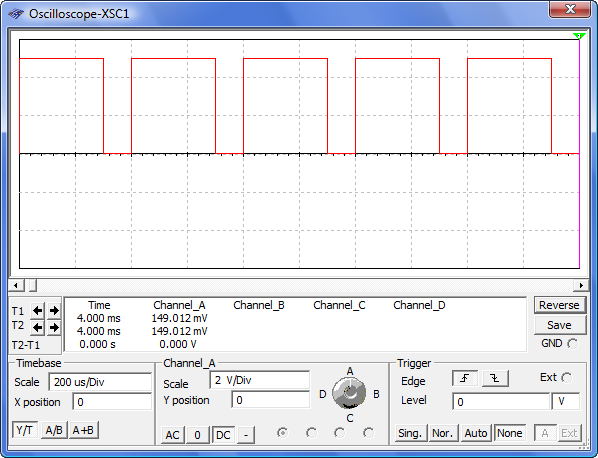 Oscilloscope-XSC1
Time Channel_A Channel_B Channel_C Channel_D
T1 4.000 ms 149.012 mV
T2 4.000 ms 149.012 mV
T2-T1 0.000 s 0.000 V
Reverse
Save
GND
Timebase
Scale 200 us/Div
X position 0
Y/T A/B A+B
Channel_A
Scale 2 V/Div
Y position 0
AC 0 DC -
A
D B
C
Trigger
Edge Ext
Level 0 V
Sing. Nor. Auto None A Ext